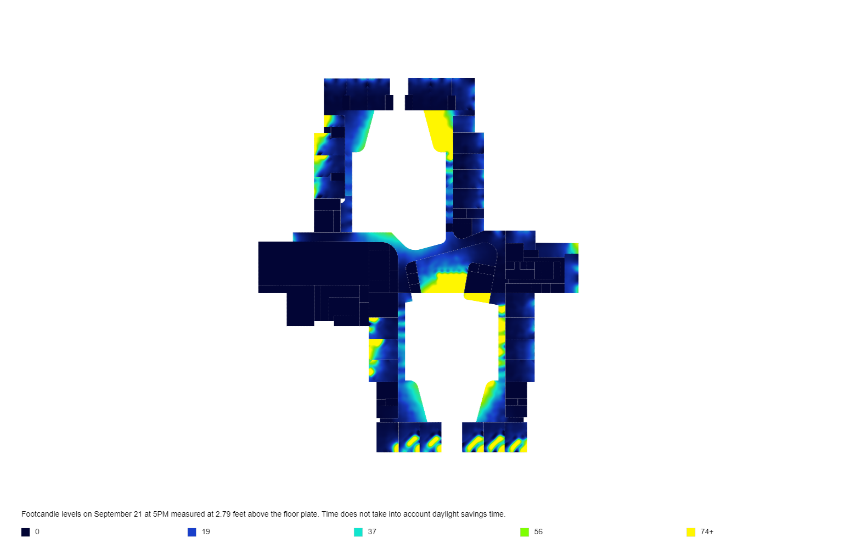 Footcandle levels on September 21 at 5PM measured at 2.79 feet above the floor plate. Time does not take into account daylight savings time.
0 19 37 56 74+